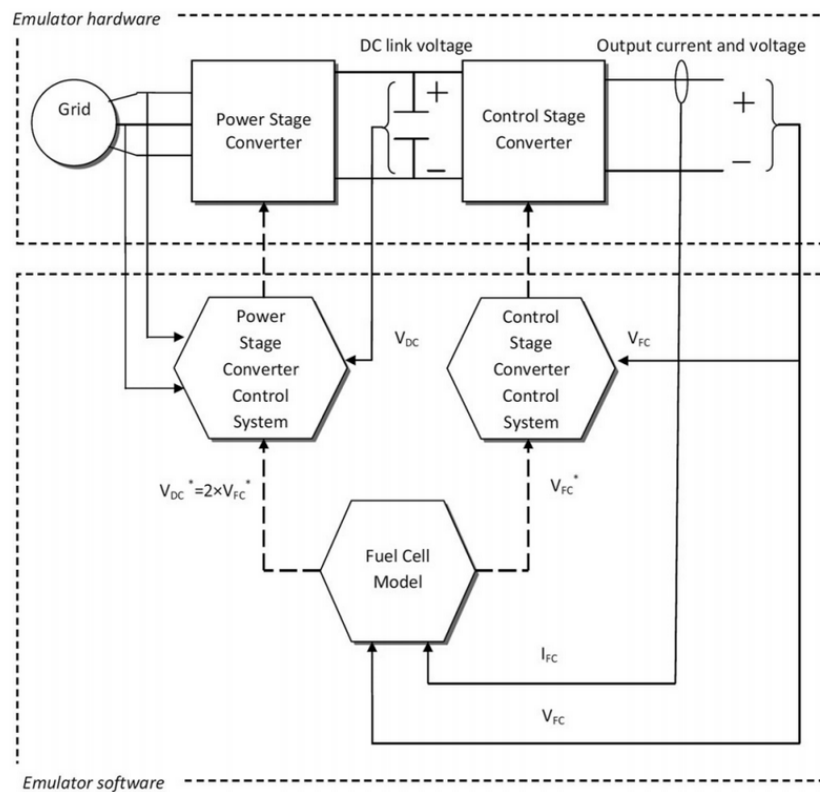 Emulator hardware
DC link voltage
Output current and voltage
Grid
Power Stage
Converter
+
−
Control Stage
Converter
+
−
Power
Stage
Converter
Control
System
V_DC
Control
Stage
Converter
Control
System
V_FC
V_DC*=2×V_FC*
V_FC*
Fuel Cell
Model
I_FC
V_FC
Emulator software